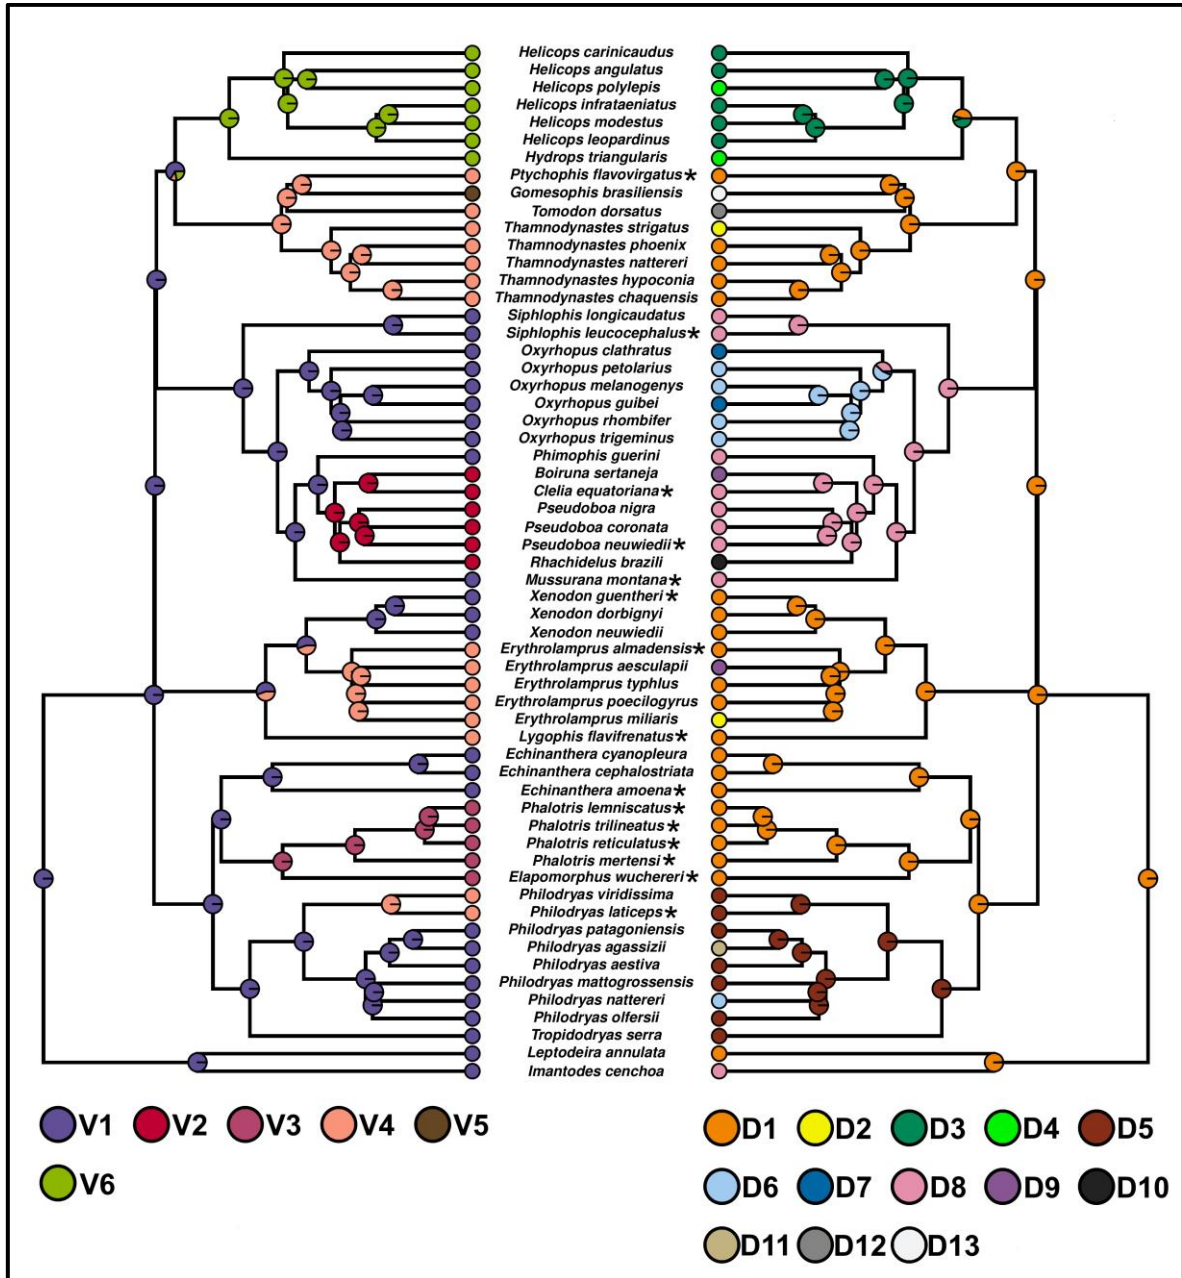 Helicops carinicaudus
Helicops angulatus
Helicops polylepis
Helicops infrataeniatus
Helicops modestus
Helicops leopardinus
Hydrops triangularis
Ptychophis flavovirgatus*
Gomesophis brasiliensis
Tomodon dorsatus
Thamnodynastes strigatus
Thamnodynastes phoenix
Thamnodynastes nattereri
Thamnodynastes hypoconia
Thamnodynastes chaquensis
Siphlophis longicaudatus
Siphlophis leucocephalus*
Oxyrhopus clathratus
Oxyrhopus petolarius
Oxyrhopus melanogenys
Oxyrhopus guibei
Oxyrhopus rhombifer
Oxyrhopus trigeminus
Phimophis guerini
Boiruna sertaneja
Clelia equatoriana*
Pseudoboa nigra
Pseudoboa coronata
Pseudoboa neuwiedii*
Rhachidelus brazili
Mussurana montana*
Xenodon guentheri*
Xenodon dorbignyi
Xenodon neuwiedii
Erythrolamprus almadensis*
Erythrolamprus aesculapii
Erythrolamprus typhlus
Erythrolamprus poecilogyrus
Erythrolamprus miliaris
Lygophis flavifrenatus*
Echinanthera cyanopleura
Echinanthera cephalostriata
Echinanthera amoena*
Phalotris lemniscatus*
Phalotris trilineatus*
Phalotris reticulatus*
Phalotris mertensi*
Elapomorphus wuchereri*
Philodryas viridissima
Philodryas laticeps*
Philodryas patagoniensis
Philodryas agassizii
Philodryas aestiva
Philodryas mattogrossensis
Philodryas nattereri
Philodryas olfersii
Tropidodryas serra
Leptodeira annulata
Imantodes cenchoa
V1 V2 V3 V4 V5
V6
D1 D2 D3 D4 D5
D6 D7 D8 D9 D10
D11 D12 D13